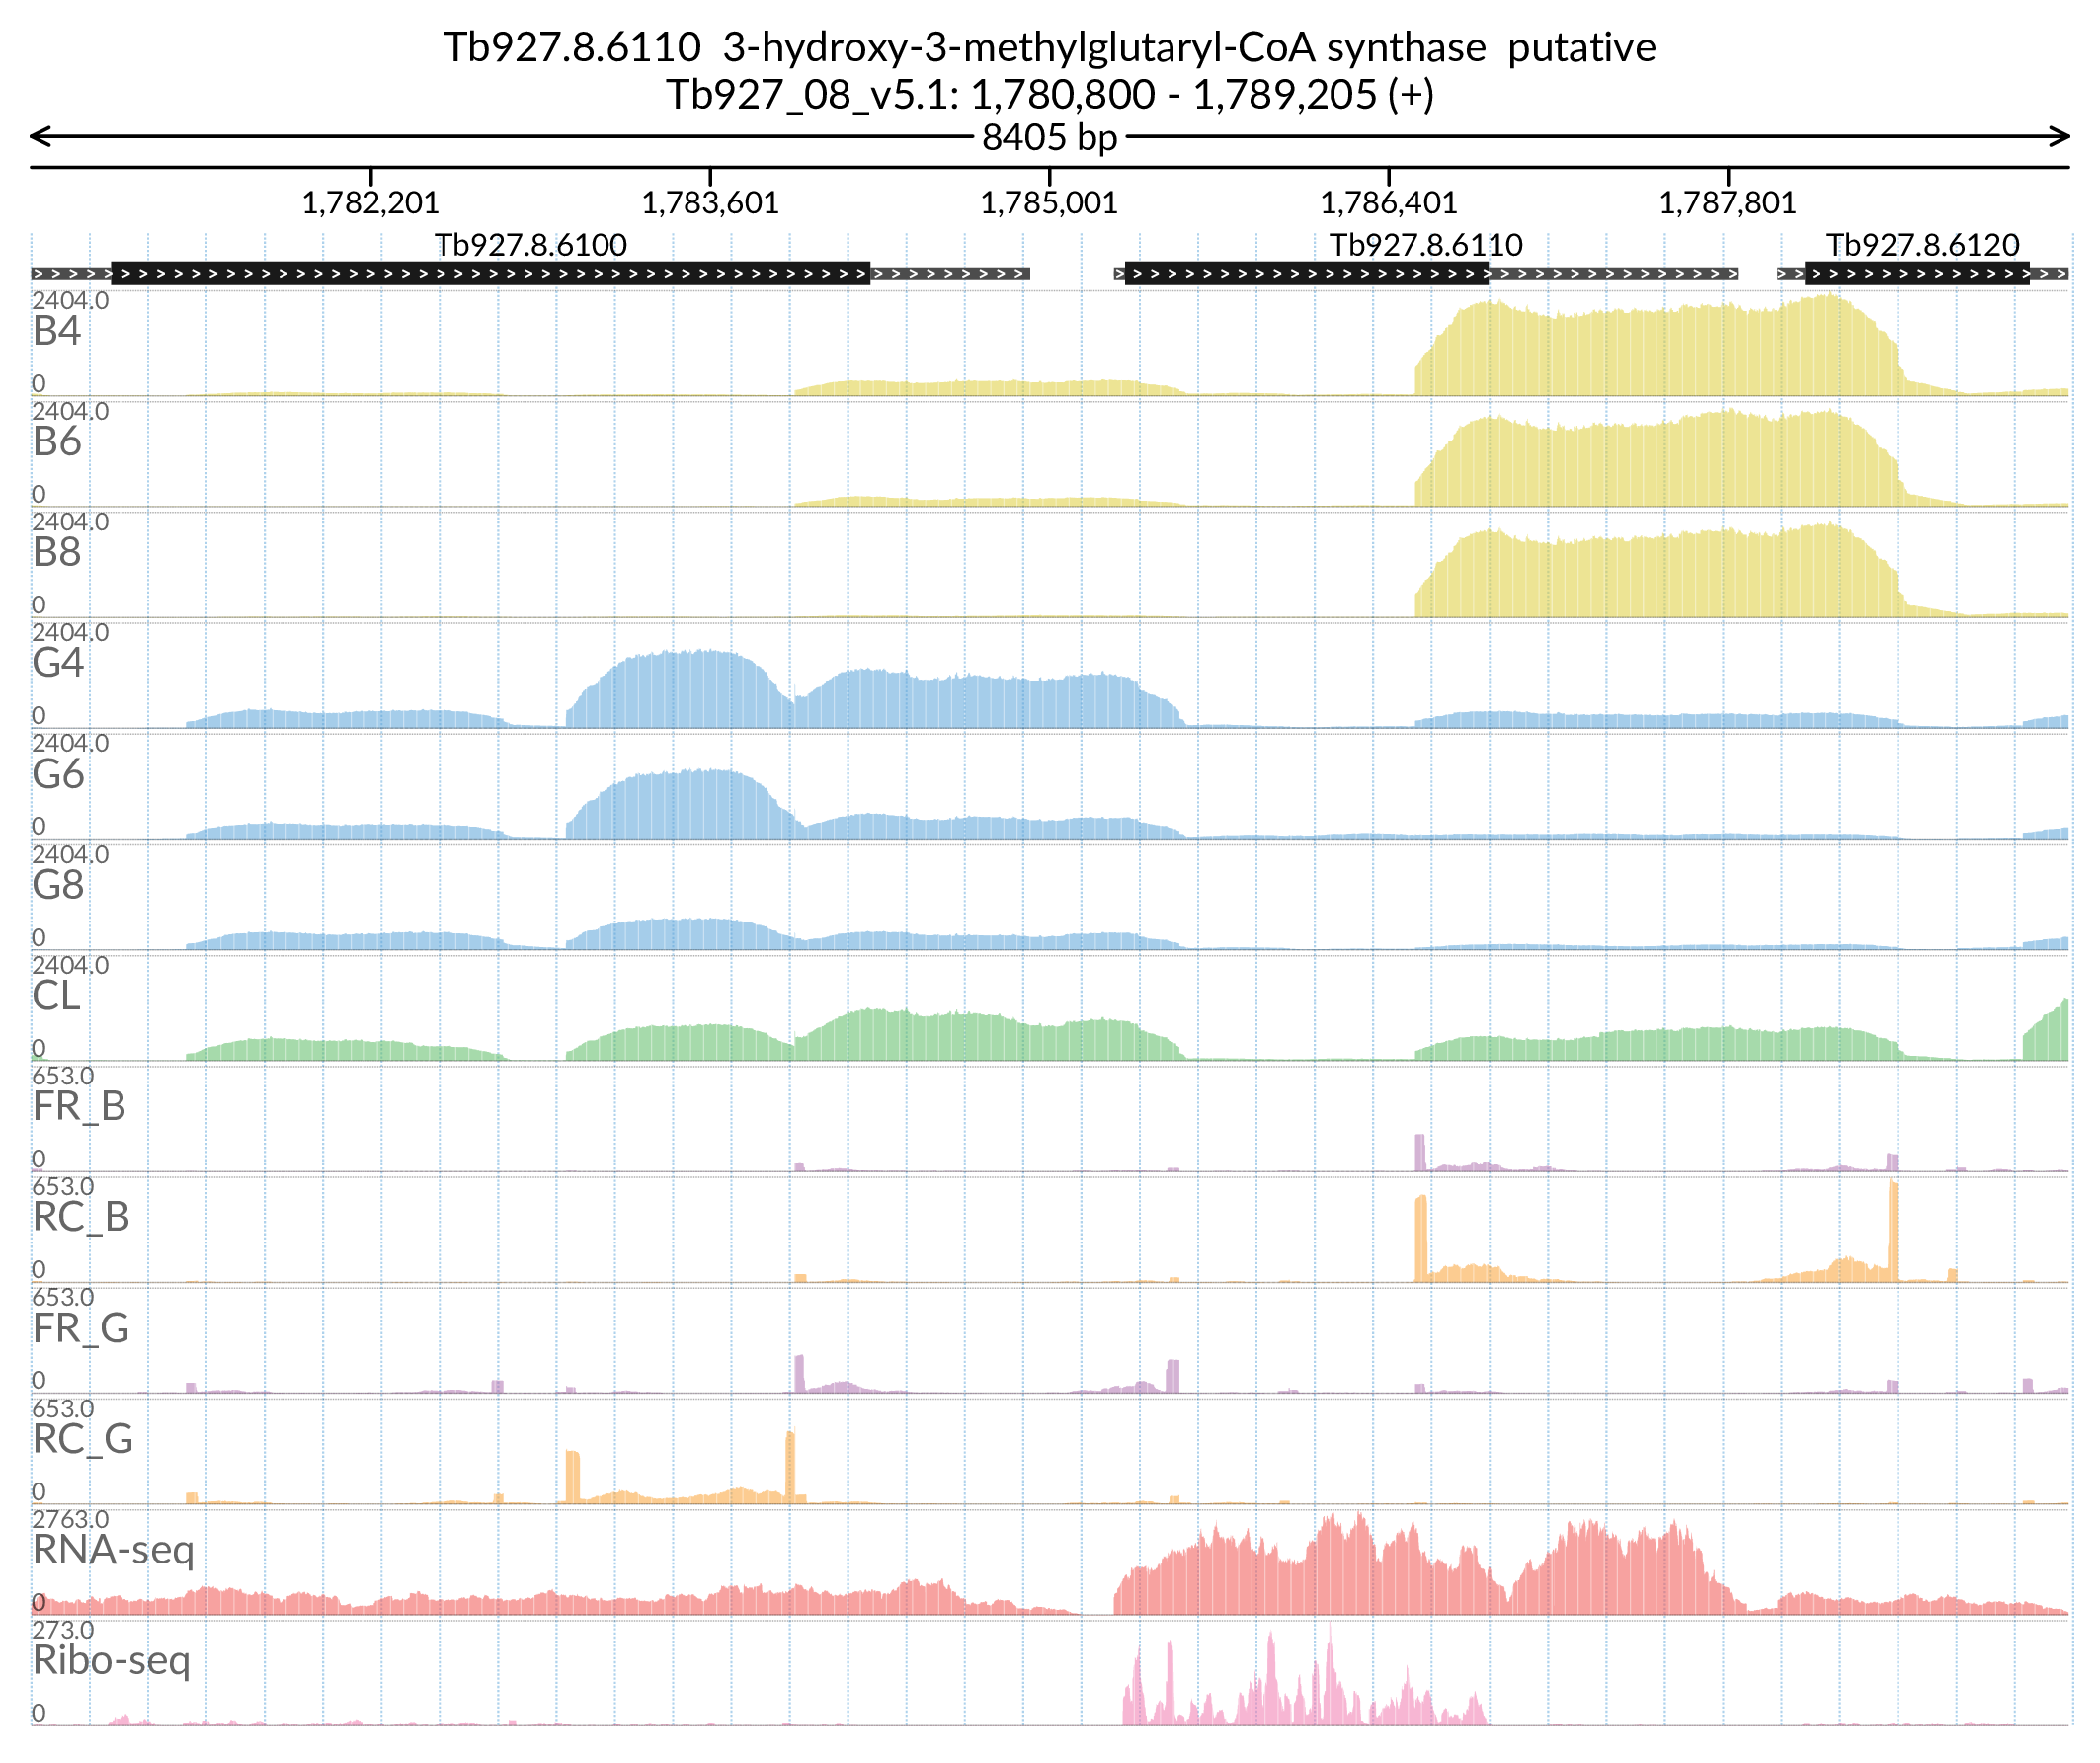 Tb927.8.6110 3-hydroxy-3-methylglutaryl-CoA synthase putative
Tb927_08_v5.1: 1,780,800 - 1,789,205 (+)
8405 bp
1,782,201 1,783,601 1,785,001 1,786,401 1,787,801
Tb927.8.6100 Tb927.8.6110 Tb927.8.6120
2404.0
B4
0
2404.0
B6
0
2404.0
B8
0
2404.0
G4
0
2404.0
G6
0
2404.0
G8
0
2404.0
CL
0
653.0
FR_B
0
653.0
RC_B
0
653.0
FR_G
0
653.0
RC_G
0
2763.0
RNA-seq
0
273.0
Ribo-seq
0